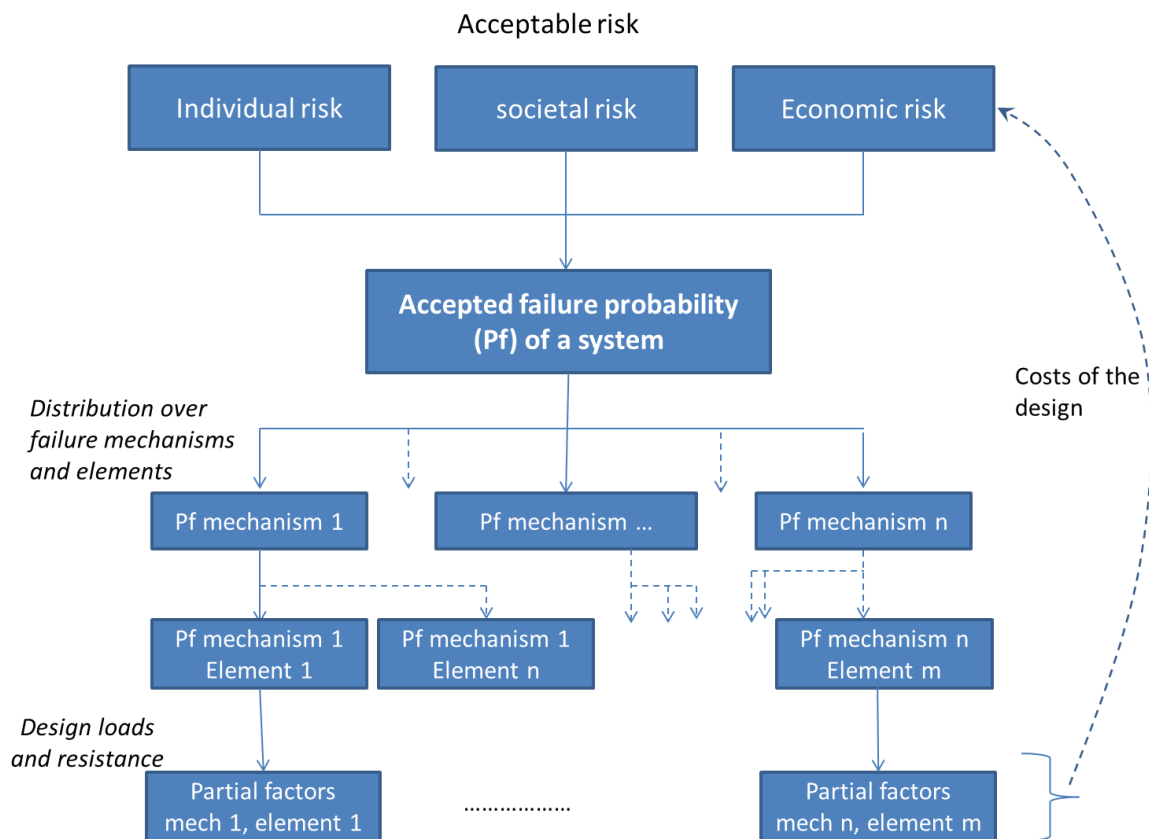 Acceptable risk
Individual risk
societal risk
Economic risk
Accepted failure probability
(Pf) of a system
Costs of the
design
Distribution over
failure mechanisms
and elements
Pf mechanism 1
Pf mechanism ...
Pf mechanism n
Pf mechanism 1
Element 1
Pf mechanism 1
Element n
Pf mechanism n
Element m
Design loads
and resistance
Partial factors
mech 1, element 1
..................
Partial factors
mech n, element m